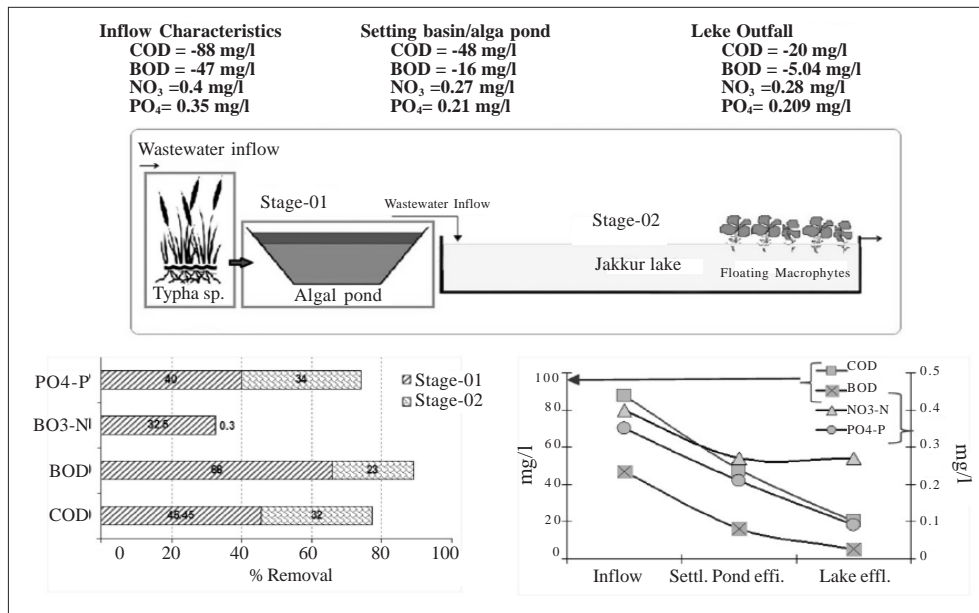 Inflow Characteristics
COD = -88 mg/l
BOD = -47 mg/l
NO₃ =0.4 mg/l
PO₄= 0.35 mg/l
Setting basin/alga pond
COD = -48 mg/l
BOD = -16 mg/l
NO₃ =0.27 mg/l
PO₄= 0.21 mg/l
Leke Outfall
COD = -20 mg/l
BOD = -5.04 mg/l
NO₃ = 0.28 mg/l
PO₄= 0.209 mg/l
Wastewater inflow
Typha sp.
Stage-01
Algal pond
Wastewater Inflow
Stage-02
Jakkur lake
Floating Macrophytes
PO4-P
BO3-N
BOD
COD
40
34
32.5
0.3
66
23
45.45
32
0 20 40 60 80 100
% Removal
Stage-01
Stage-02
COD
BOD
NO3-N
PO4-P
100
80
60
40
20
0
mg/l
0.5
0.4
0.3
0.2
0.1
0
mg/l
Inflow Settl. Pond effi. Lake effl.